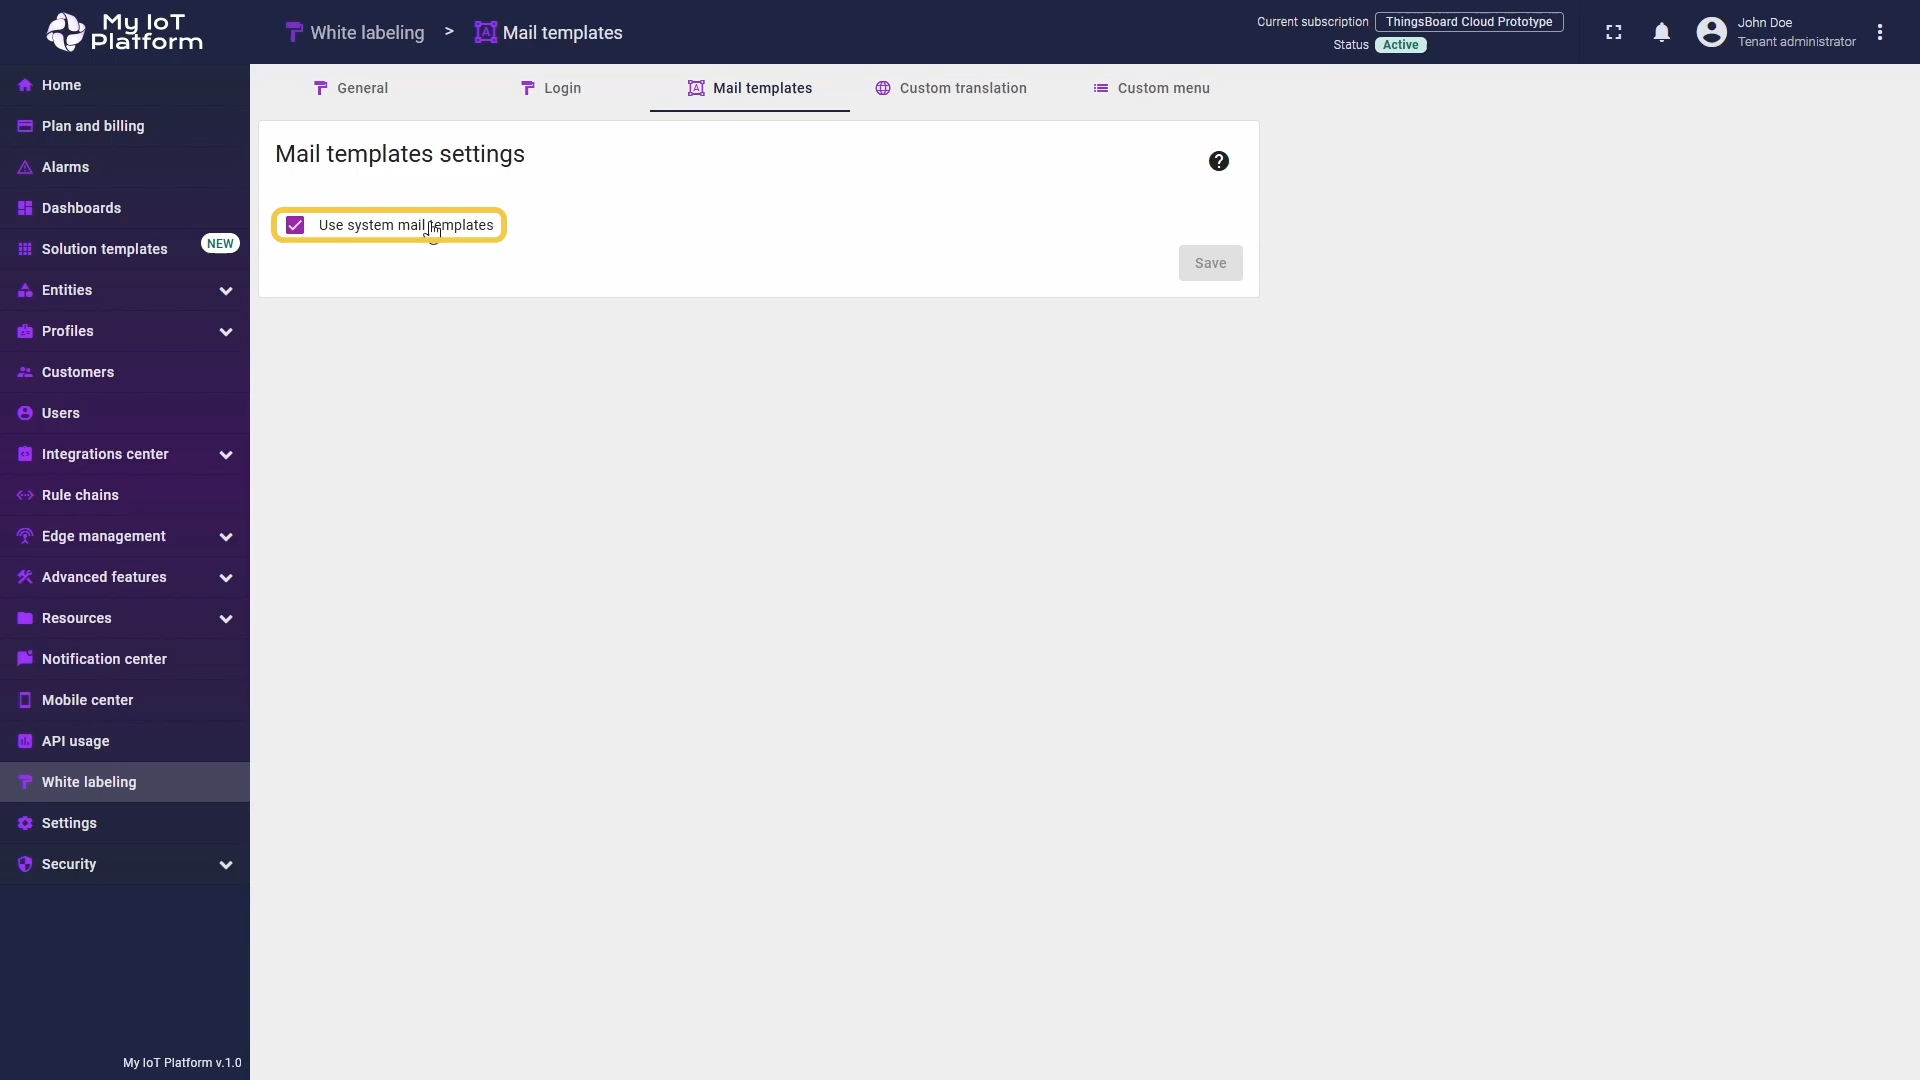 My IoT
Platform
White labeling > Mail templates
Current subscription ThingsBoard Cloud Prototype
Status Active
John Doe
Tenant administrator
Home
Plan and billing
Alarms
Dashboards
Solution templates NEW
Entities
Profiles
Customers
Users
Integrations center
Rule chains
Edge management
Advanced features
Resources
Notification center
Mobile center
API usage
White labeling
Settings
Security
My IoT Platform v.1.0
General Login Mail templates Custom translation Custom menu
Mail templates settings
?
Use system mail templates
Save